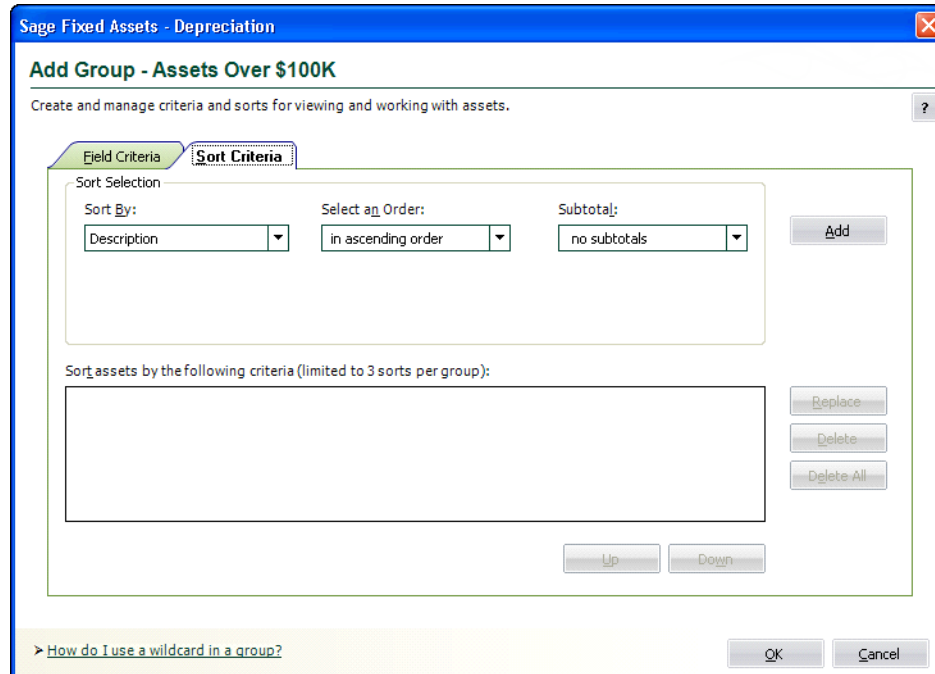 Sage Fixed Assets - Depreciation
Add Group - Assets Over $100K
Create and manage criteria and sorts for viewing and working with assets.
?
Field Criteria
Sort Criteria
Sort Selection
Sort By:
Select an Order:
Subtotal:
Description
in ascending order
no subtotals
Add
Sort assets by the following criteria (limited to 3 sorts per group):
Replace
Delete
Delete All
Up
Down
➤ How do I use a wildcard in a group?
OK
Cancel